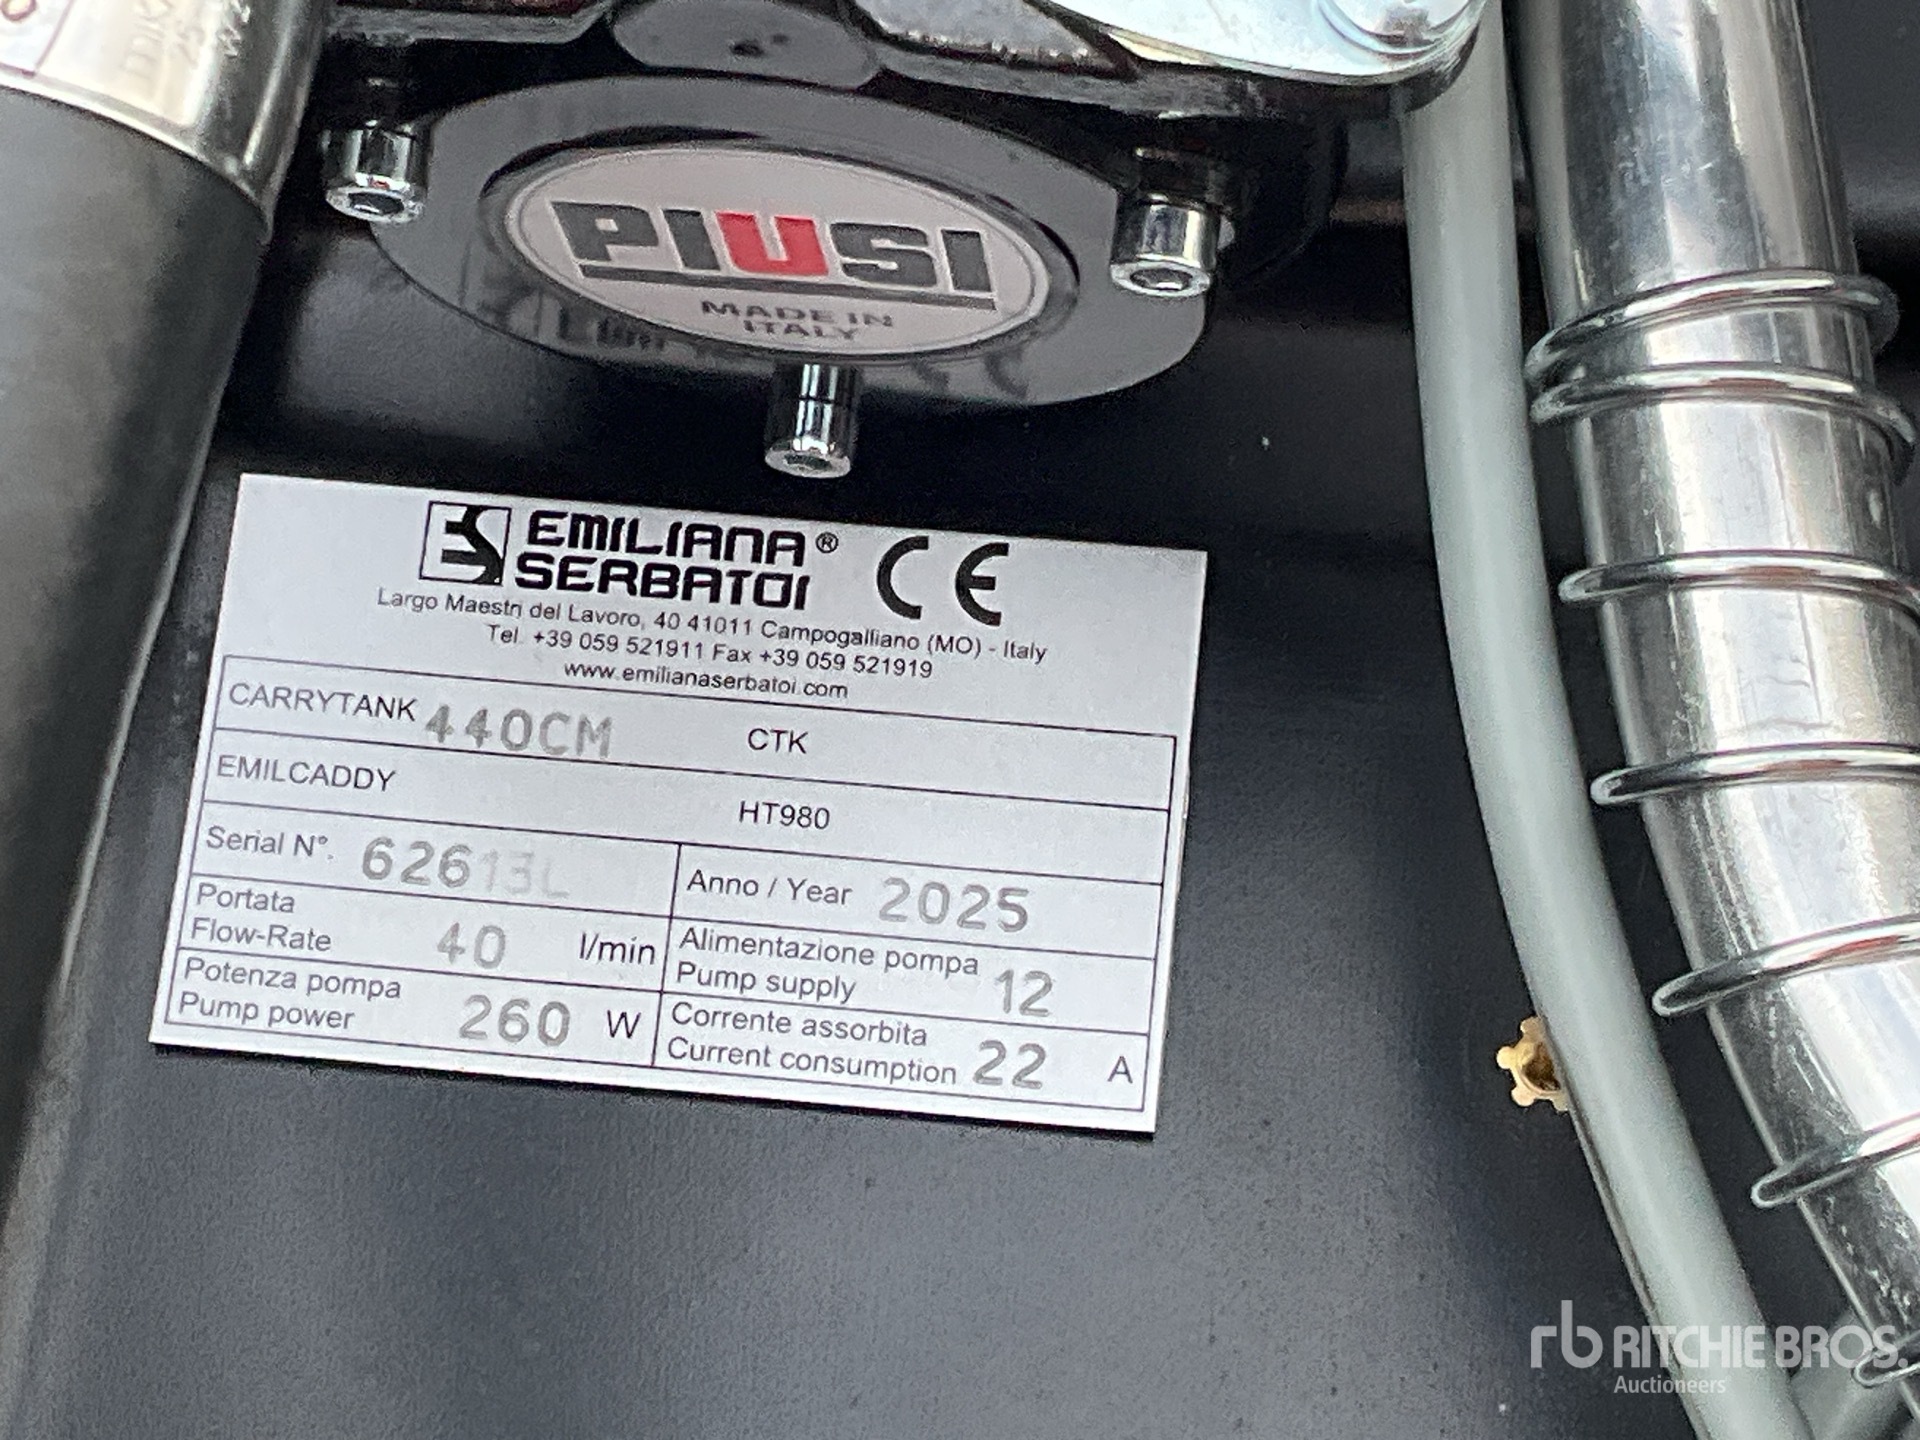 PIUSI
MADE IN
ITALY
EMILIANA®
SERBATOI
CE
Largo Maestri del Lavoro, 40 41011 Campogalliano (MO) - Italy
Tel. +39 059 521911 Fax +39 059 521919
www.emilianaserbatoi.com
CARRYTANK 440CM CTK
EMILCADDY HT980
Serial N°. 62613L Anno / Year 2025
Portata
Flow-Rate 40 l/min
Alimentazione pompa
Pump supply 12
Potenza pompa
Pump power 260 W
Corrente assorbita
Current consumption 22 A
rb RITCHIE BROS.
Auctioneers